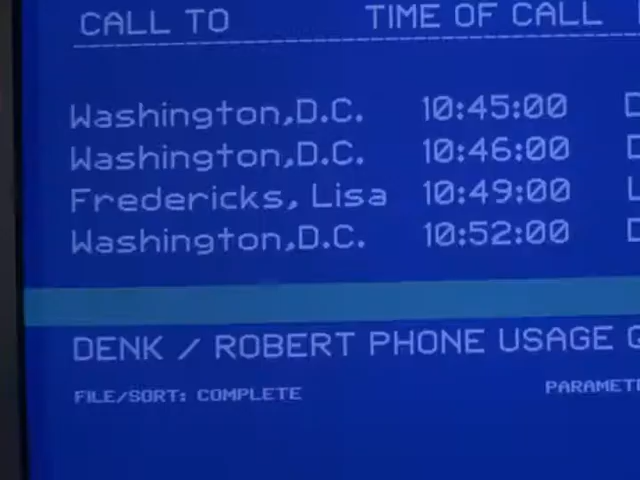 CALL TO TIME OF CALL
Washington,D.C. 10:45:00
Washington,D.C. 10:46:00
Fredericks, Lisa 10:49:00
Washington,D.C. 10:52:00
DENK / ROBERT PHONE USAGE
FILE/SORT: COMPLETE